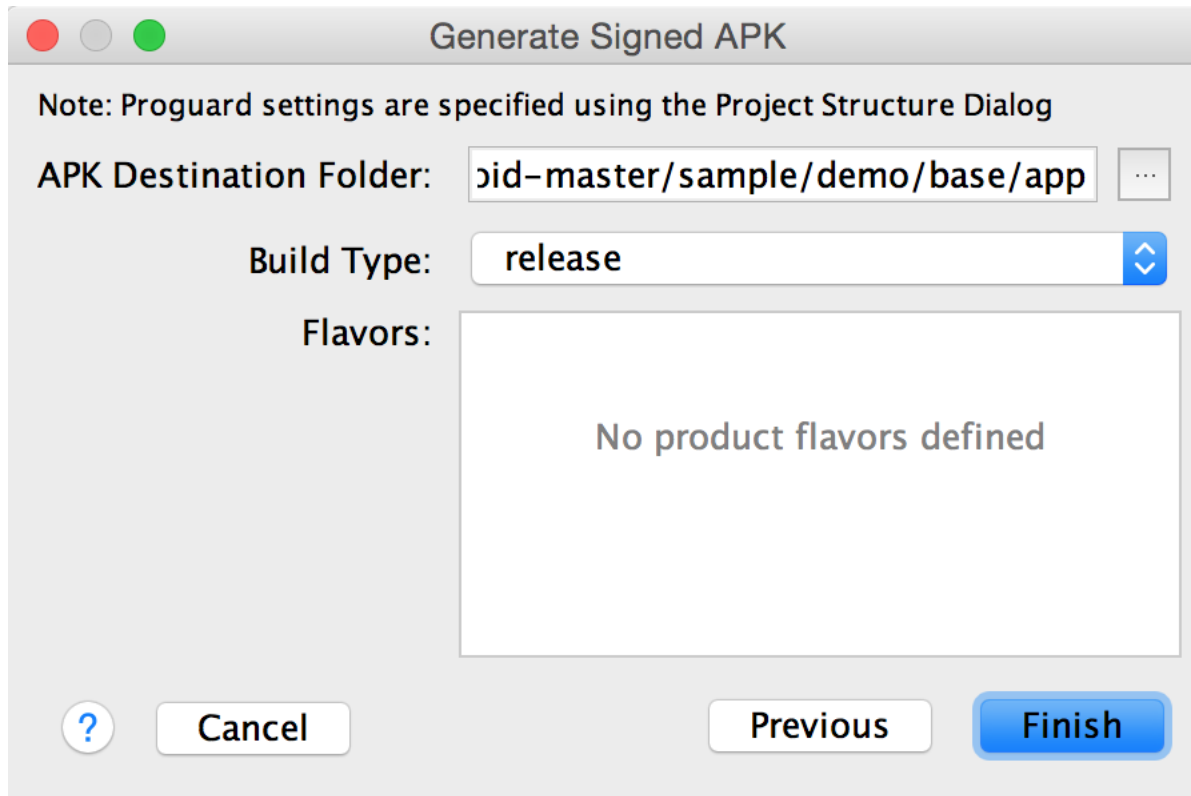 Generate Signed APK
Note: Proguard settings are specified using the Project Structure Dialog
APK Destination Folder: oid-master/sample/demo/base/app ...
Build Type: release
Flavors:
No product flavors defined
? Cancel Previous Finish